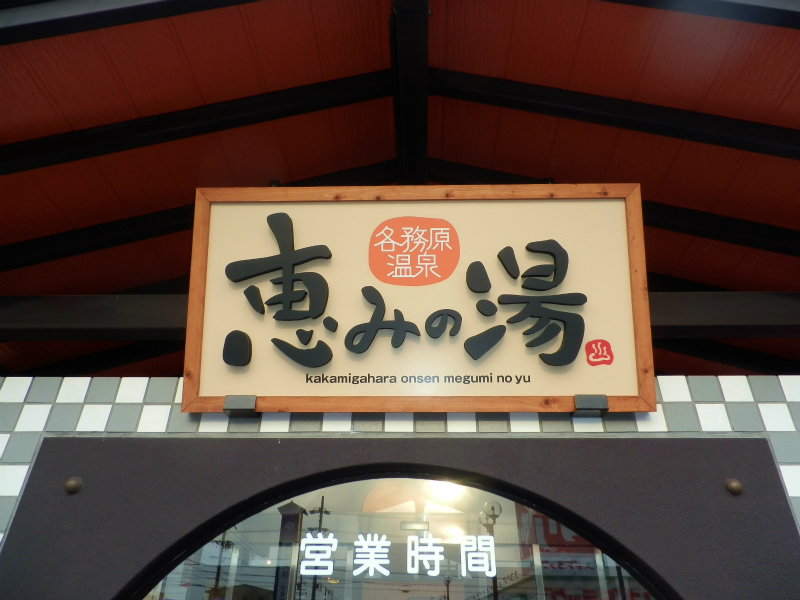 各務原
温泉
恵みの湯
kakamigahara onsen megumi no yu
営業時間